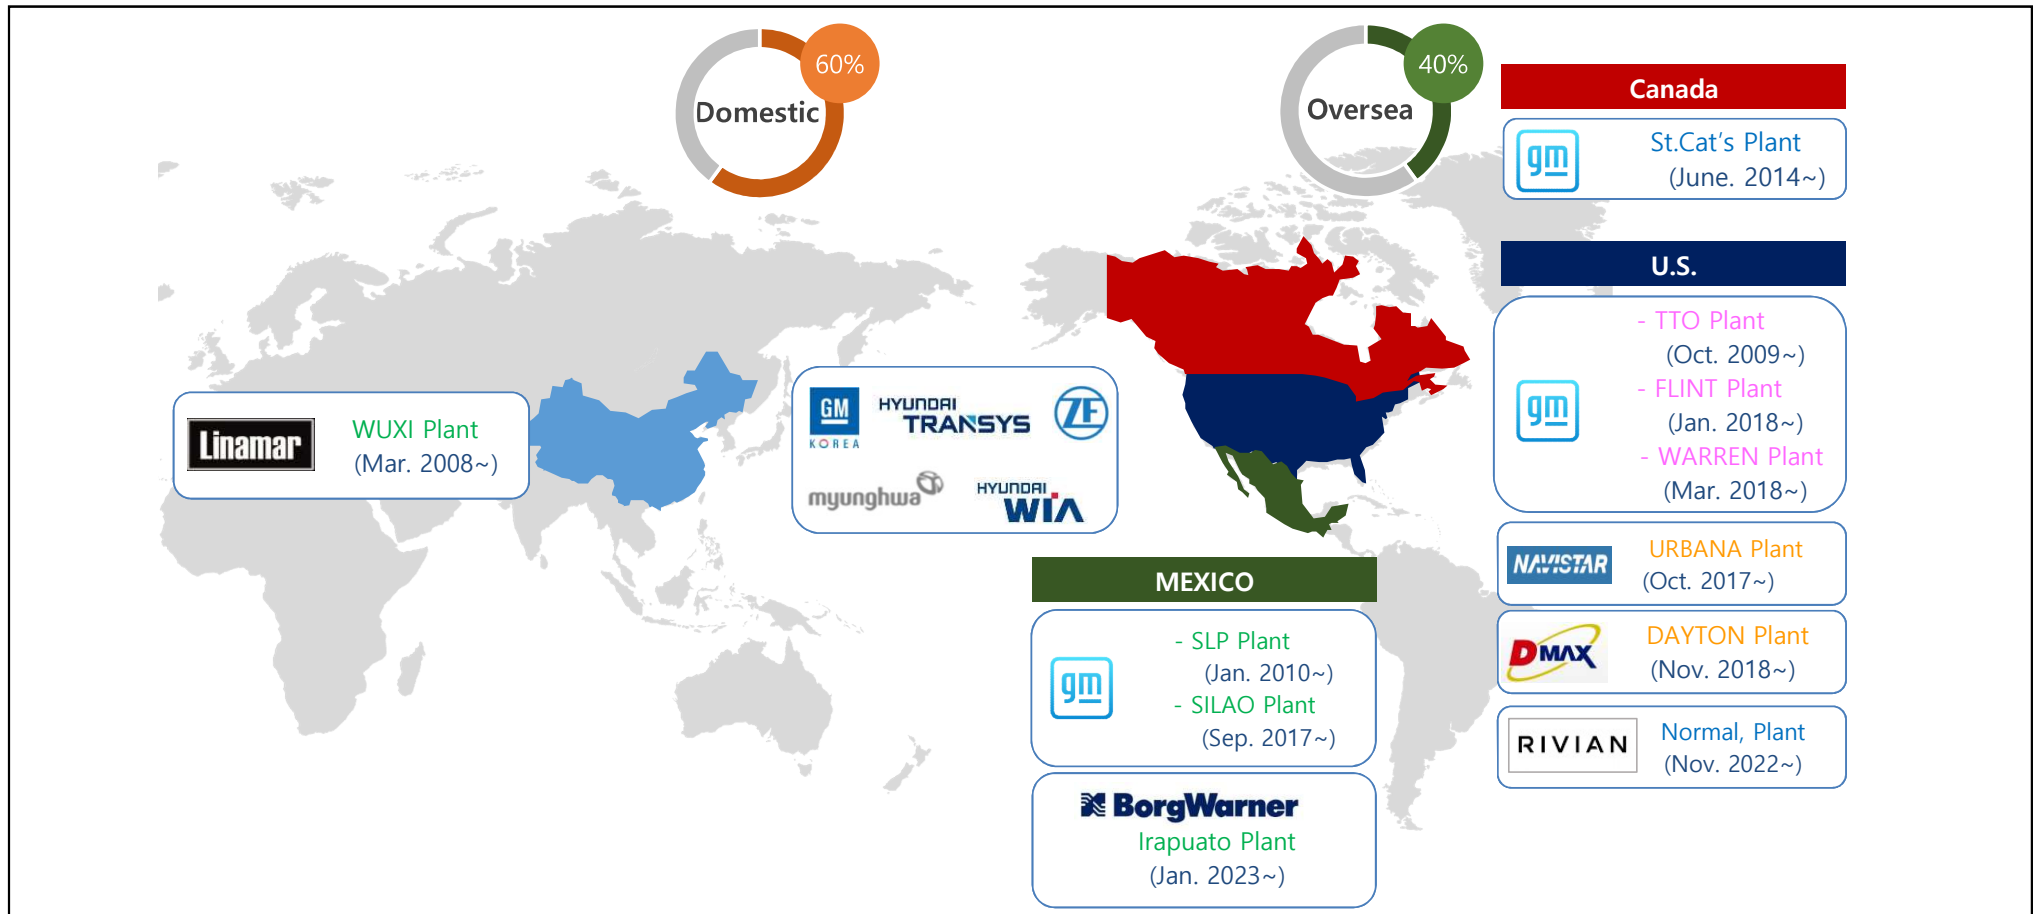 60%
Domestic
40%
Oversea
Canada
gm
St.Cat's Plant
(June. 2014~)
U.S.
gm
- TTO Plant
(Oct. 2009~)
- FLINT Plant
(Jan. 2018~)
- WARREN Plant
(Mar. 2018~)
NAVISTAR
URBANA Plant
(Oct. 2017~)
DMAX
DAYTON Plant
(Nov. 2018~)
RIVIAN
Normal, Plant
(Nov. 2022~)
Linamar
WUXI Plant
(Mar. 2008~)
GM
KOREA
HYUNDAI
TRANSYS
ZF
myunghwa
HYUNDAI
WIA
MEXICO
gm
- SLP Plant
(Jan. 2010~)
- SILAO Plant
(Sep. 2017~)
BorgWarner
Irapuato Plant
(Jan. 2023~)